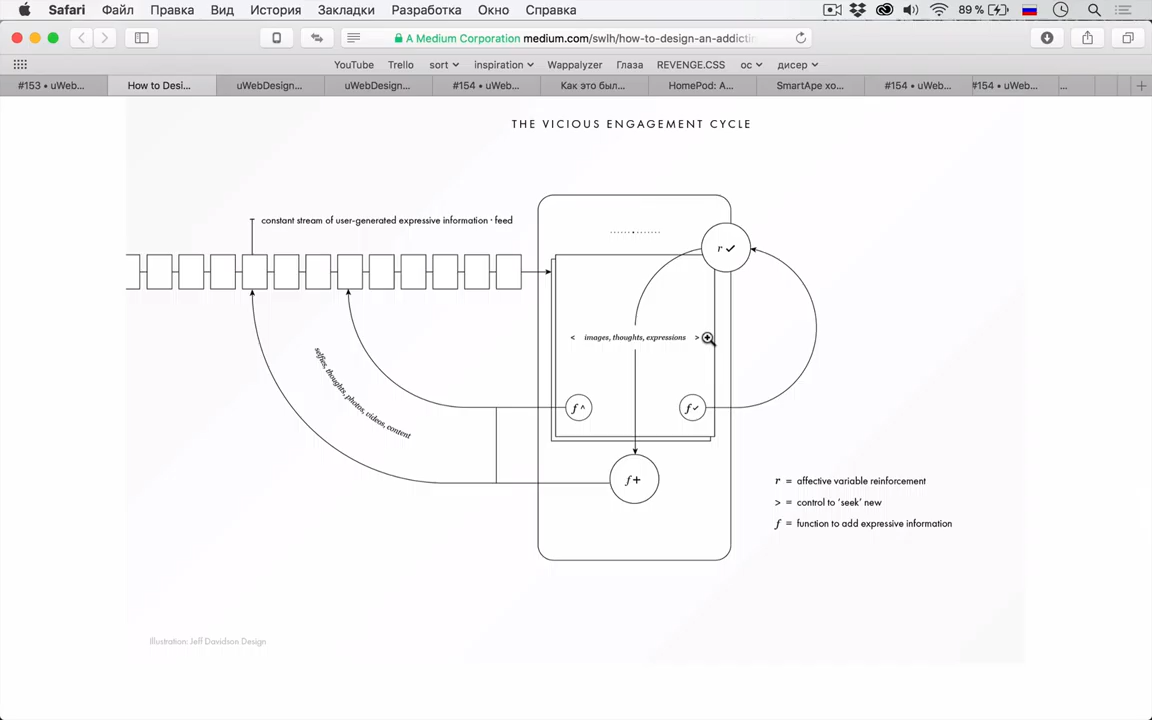 Safari Файл Правка Вид История Закладки Разработка Окно Справка 89 %
A Medium Corporation medium.com/swlh/how-to-design-an-addictin
YouTube Trello sort inspiration Wappalyzer Глаза REVENGE.CSS ос дисер
#153 • uWeb... How to Desi... uWebDesign... uWebDesign... #154 • uWeb... Как это был... HomePod: A... SmartApe хо... #154 • uWeb... #154 • uWeb... ...
THE VICIOUS ENGAGEMENT CYCLE
constant stream of user-generated expressive information · feed
r ✓
< images, thoughts, expressions >
selfies, thoughts, photos, videos, content
f ^ f ✓
f +
r = affective variable reinforcement
> = control to ‘seek’ new
f = function to add expressive information
Illustration: Jeff Davidson Design